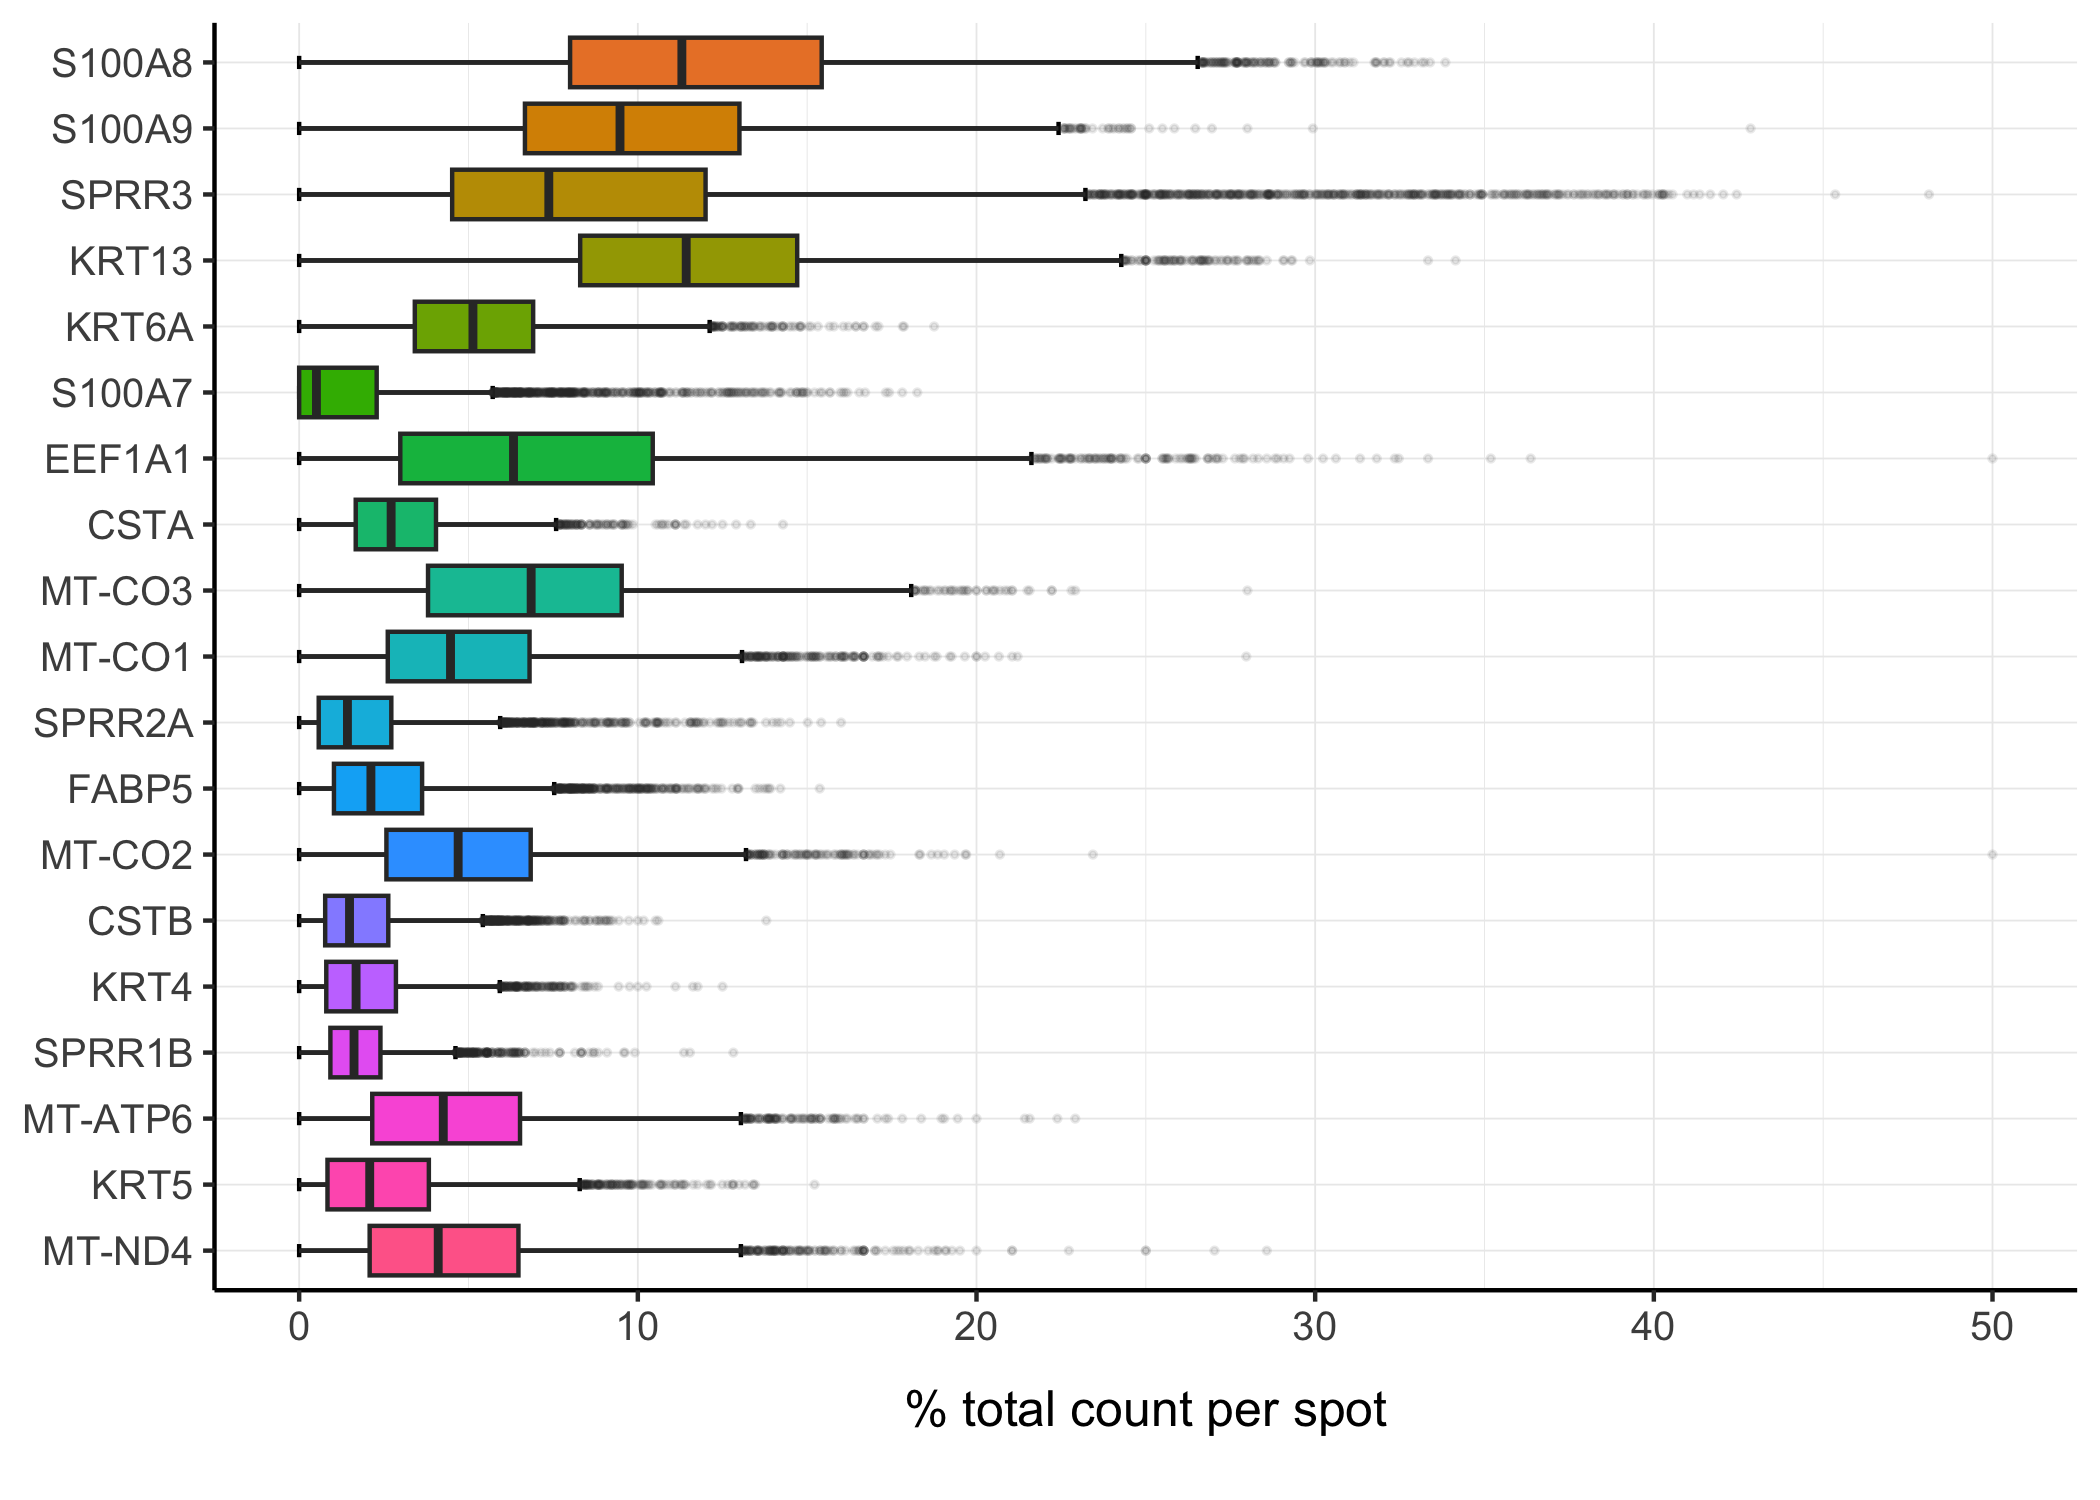 S100A8
S100A9
SPRR3
KRT13
KRT6A
S100A7
EEF1A1
CSTA
MT-CO3
MT-CO1
SPRR2A
FABP5
MT-CO2
CSTB
KRT4
SPRR1B
MT-ATP6
KRT5
MT-ND4
0 10 20 30 40 50
% total count per spot